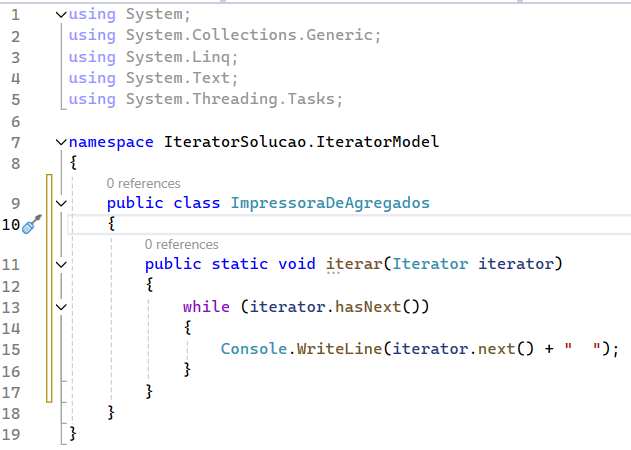 1 using System;
2 using System.Collections.Generic;
3 using System.Linq;
4 using System.Text;
5 using System.Threading.Tasks;
6
7 namespace IteratorSolucao.IteratorModel
8 {
0 references
9 public class ImpressoraDeAgregados
10 {
0 references
11 public static void iterar(Iterator iterator)
12 {
13 while (iterator.hasNext())
14 {
15 Console.WriteLine(iterator.next() + "  ");
16 }
17 }
18 }
19 }